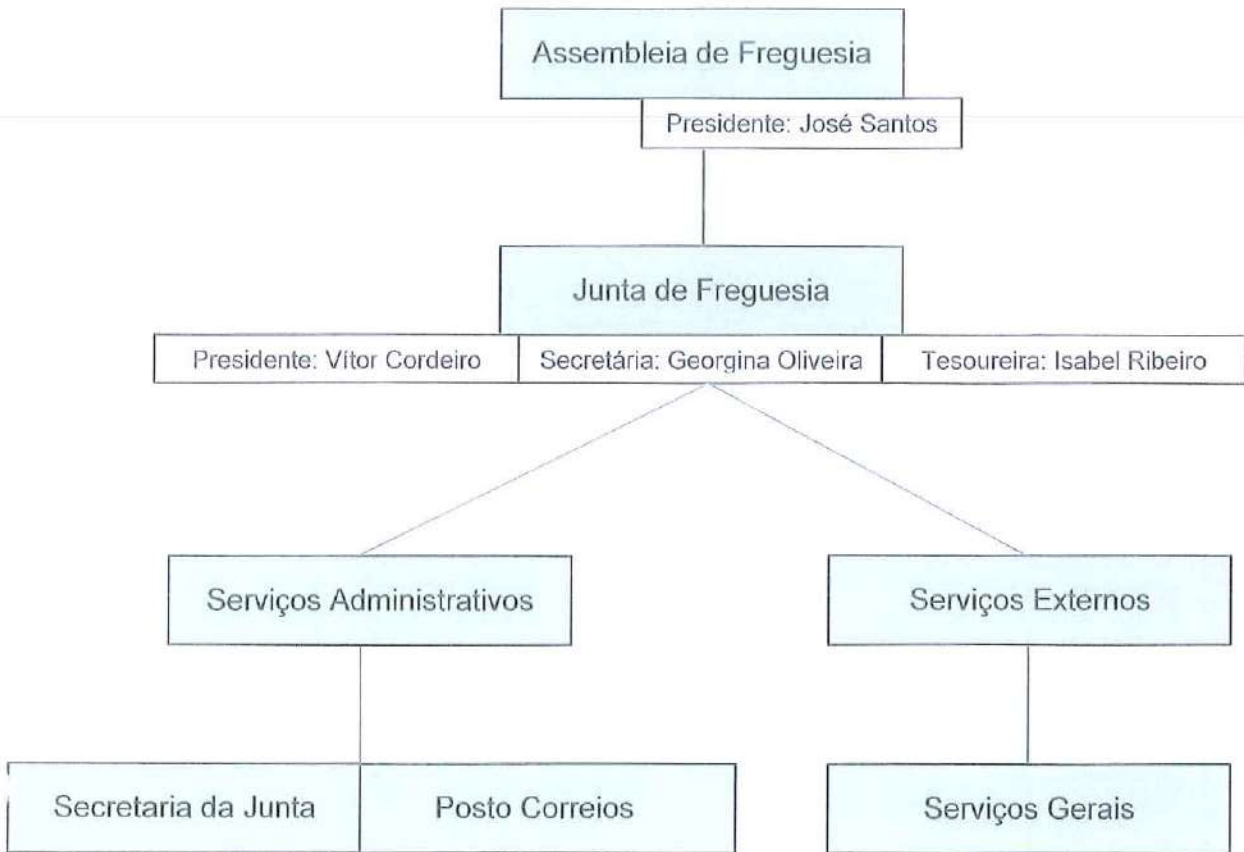 Assembleia de Freguesia
Presidente: José Santos
Junta de Freguesia
Presidente: Vítor Cordeiro
Secretária: Georgina Oliveira
Tesoureira: Isabel Ribeiro
Serviços Administrativos
Serviços Externos
Secretaria da Junta
Posto Correios
Serviços Gerais